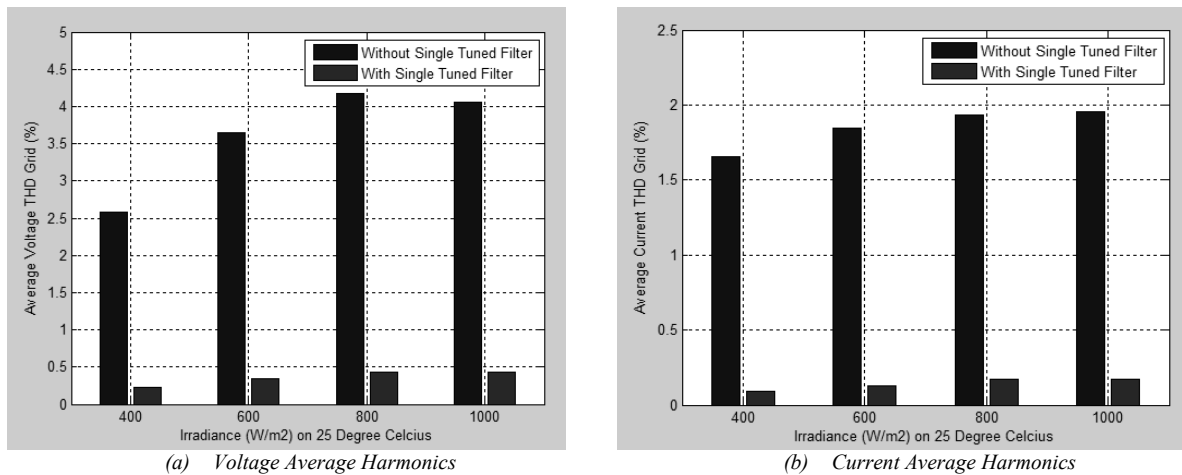 5
4.5
4
3.5
3
2.5
2
1.5
1
0.5
0
Average Voltage THD Grid (%)
Without Single Tuned Filter
With Single Tuned Filter
400
600
800
1000
Irradiance (W/m2) on 25 Degree Celcius
(a) Voltage Average Harmonics
2.5
2
1.5
1
0.5
0
Average Current THD Grid (%)
Without Single Tuned Filter
With Single Tuned Filter
400
600
800
1000
Irradiance (W/m2) on 25 Degree Celcius
(b) Current Average Harmonics